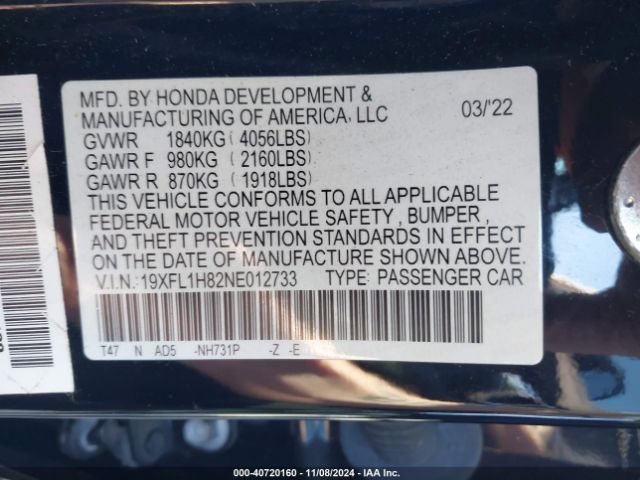 MFD. BY HONDA DEVELOPMENT &
MANUFACTURING OF AMERICA, LLC 03/'22
GVWR 1840KG ( 4056LBS)
GAWR F 980KG ( 2160LBS)
GAWR R 870KG ( 1918LBS)
THIS VEHICLE CONFORMS TO ALL APPLICABLE
FEDERAL MOTOR VEHICLE SAFETY , BUMPER ,
AND THEFT PREVENTION STANDARDS IN EFFECT
ON THE DATE OF MANUFACTURE SHOWN ABOVE.
V.I.N.:19XFL1H82NE012733 TYPE: PASSENGER CAR
T47 N AD5 -NH731P -Z -E
000-40720160 - 11/08/2024 - IAA Inc.